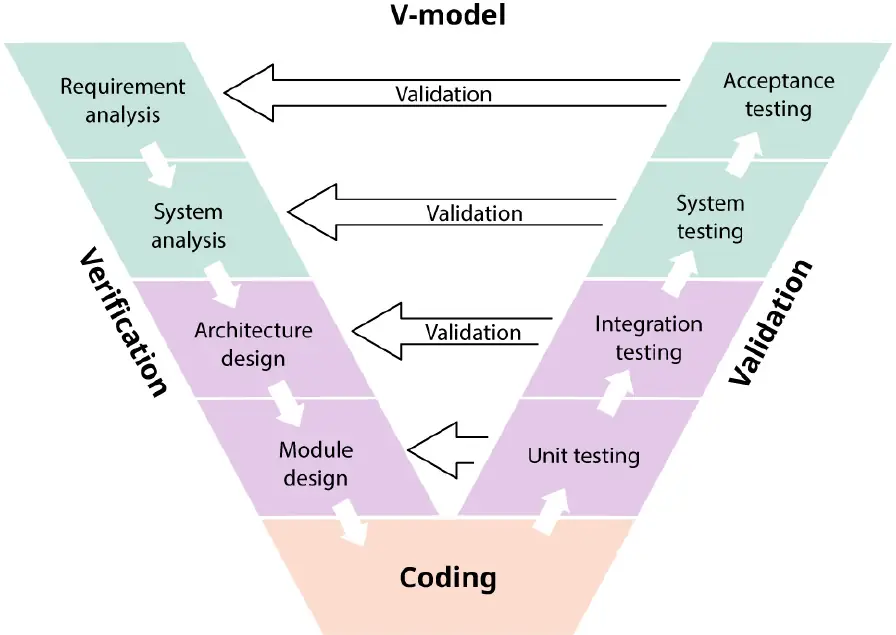 V-model
Requirement
analysis
Validation
Acceptance
testing
System
analysis
Validation
System
testing
Verification
Architecture
design
Validation
Integration
testing
Validation
Module
design
Unit testing
Coding